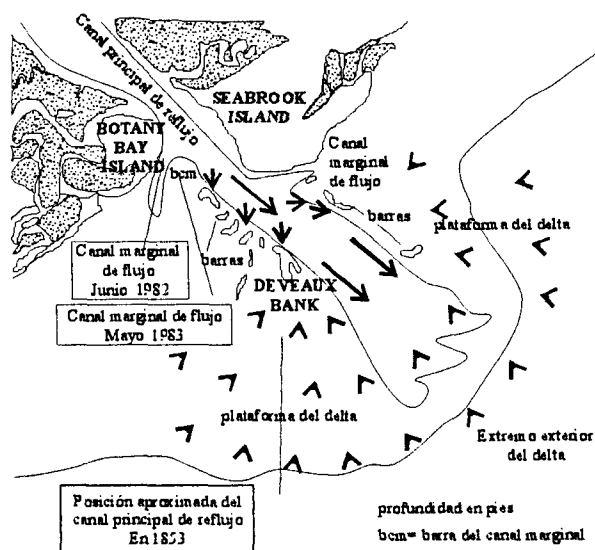 Canal principal de reflujo
SEABROOK
ISLAND
BOTANY
BAY
ISLAND
bcm
Canal
marginal
de flujo
barras
plataforma del delta
barras
Canal marginal
de flujo
Junio 1982
Canal marginal de flujo
Mayo 1983
DEVEAUX
BANK
plataforma del delta
Extremo exterior
del delta
Posición aproximada del
canal principal de reflujo
En 1853
profundidad en pies
bcm= barra del canal marginal